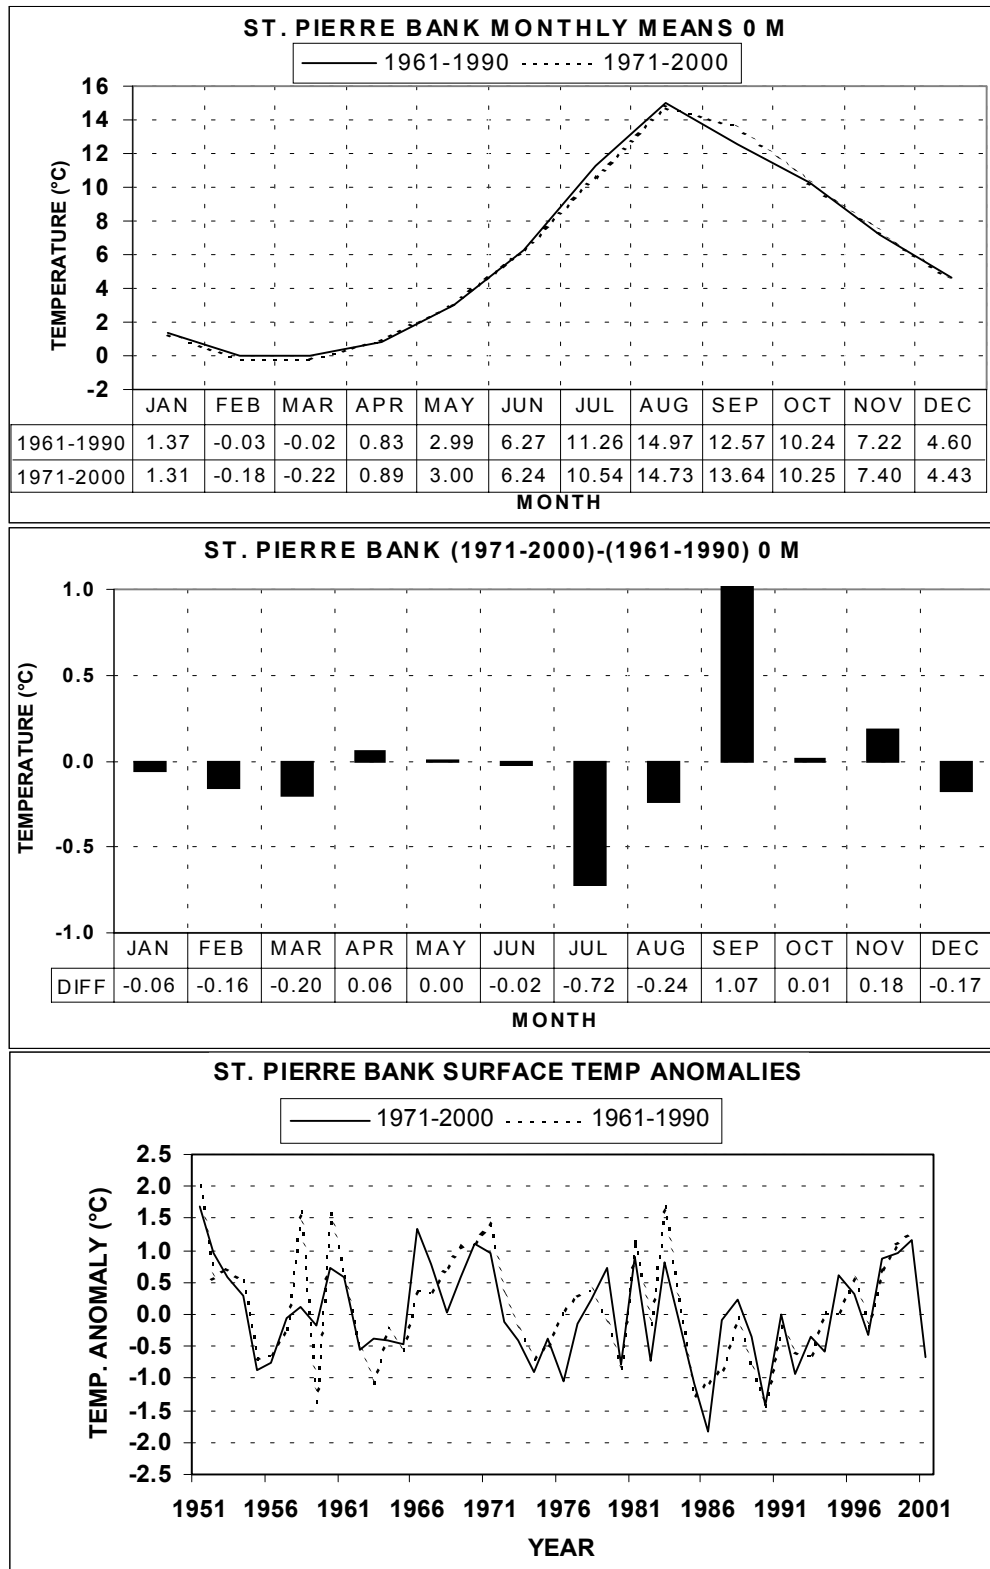 ST. PIERRE BANK MONTHLY MEANS 0 M
1961-1990 1971-2000
TEMPERATURE (°C)
16
14
12
10
8
6
4
2
0
-2
JAN FEB MAR APR MAY JUN JUL AUG SEP OCT NOV DEC
1961-1990 1.37 -0.03 -0.02 0.83 2.99 6.27 11.26 14.97 12.57 10.24 7.22 4.60
1971-2000 1.31 -0.18 -0.22 0.89 3.00 6.24 10.54 14.73 13.64 10.25 7.40 4.43
MONTH
ST. PIERRE BANK (1971-2000)-(1961-1990) 0 M
TEMPERATURE (°C)
1.0
0.5
0.0
-0.5
-1.0
JAN FEB MAR APR MAY JUN JUL AUG SEP OCT NOV DEC
DIFF -0.06 -0.16 -0.20 0.06 0.00 -0.02 -0.72 -0.24 1.07 0.01 0.18 -0.17
MONTH
ST. PIERRE BANK SURFACE TEMP ANOMALIES
1971-2000 1961-1990
TEMP. ANOMALY (°C)
2.5
2.0
1.5
1.0
0.5
0.0
-0.5
-1.0
-1.5
-2.0
-2.5
1951 1956 1961 1966 1971 1976 1981 1986 1991 1996 2001
YEAR